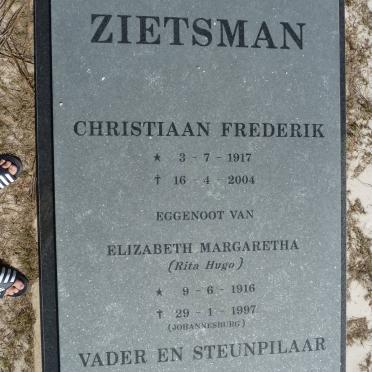 ZIETSMAN
CHRISTIAAN FREDERIK
★ 3 - 7 - 1917
† 16 - 4 - 2004
EGGENOOT VAN
ELIZABETH MARGARETHA
(Rita Hugo)
★ 9 - 6 - 1916
† 29 - 1 - 1997
(JOHANNESBURG)
VADER EN STEUNPILAAR